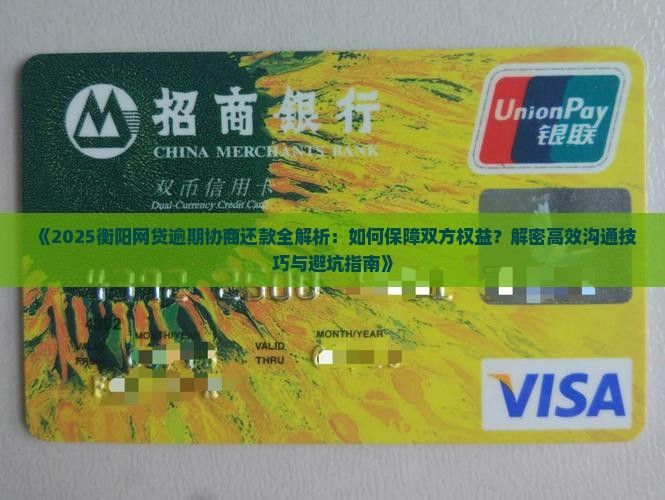 招商银行
CHINA MERCHANTS BANK
UnionPay
银联
双币信用卡
Dual-Currency Credit Card
《2025衡阳网贷逾期协商还款全解析：如何保障双方权益？解密高效沟通技
巧与避坑指南》
MONTH/YEAR
MONTH/YEAR
VALID
FROM
VALID
THRU
VISA